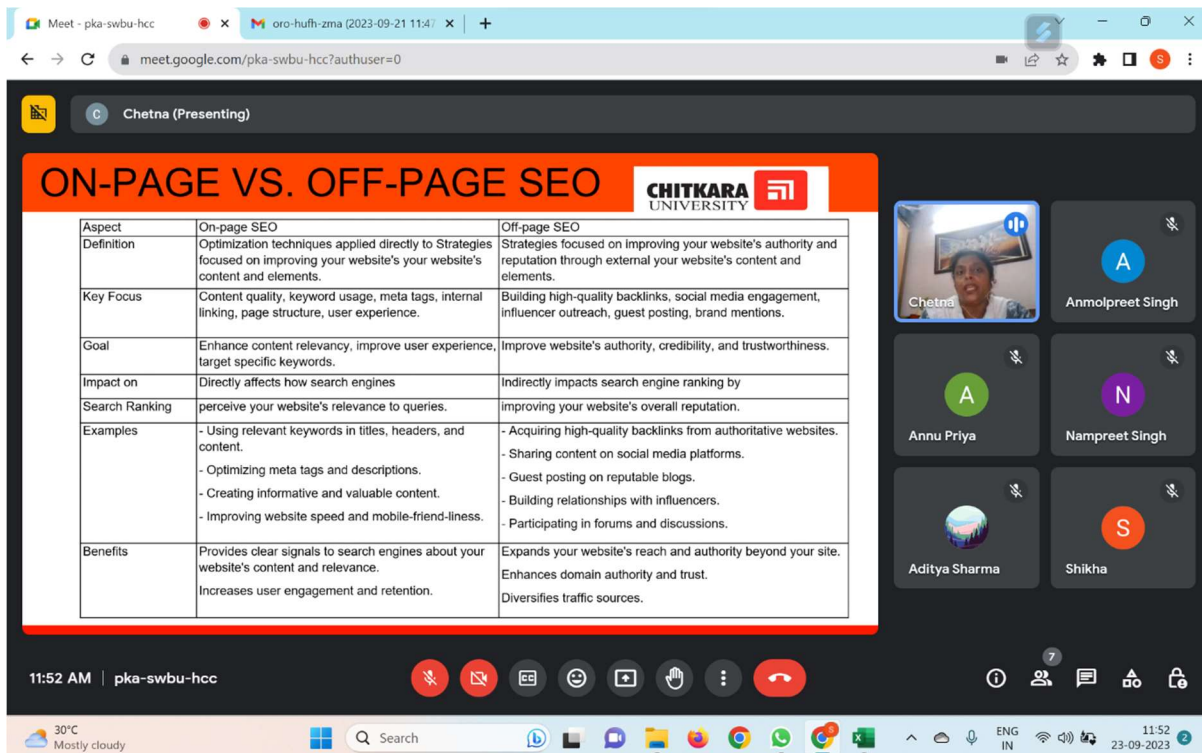 Meet - pka-swbu-hcc
oro-hufh-zma (2023-09-21 11:47
meet.google.com/pka-swbu-hcc?authuser=0
S
C
Chetna (Presenting)
ON-PAGE VS. OFF-PAGE SEO
CHITKARA
UNIVERSITY
Aspect On-page SEO Off-page SEO
Definition
Optimization techniques applied directly to Strategies
focused on improving your website's your website's
content and elements.
Strategies focused on improving your website's authority and
reputation through external your website's content and
elements.
Key Focus
Content quality, keyword usage, meta tags, internal
linking, page structure, user experience.
Building high-quality backlinks, social media engagement,
influencer outreach, guest posting, brand mentions.
Goal
Enhance content relevancy, improve user experience,
target specific keywords.
Improve website's authority, credibility, and trustworthiness.
Impact on Directly affects how search engines Indirectly impacts search engine ranking by
Search Ranking perceive your website's relevance to queries. improving your website's overall reputation.
Examples
- Using relevant keywords in titles, headers, and
content.
- Optimizing meta tags and descriptions.
- Creating informative and valuable content.
- Improving website speed and mobile-friend-liness.
- Acquiring high-quality backlinks from authoritative websites.
- Sharing content on social media platforms.
- Guest posting on reputable blogs.
- Building relationships with influencers.
- Participating in forums and discussions.
Benefits
Provides clear signals to search engines about your
website's content and relevance.
Increases user engagement and retention.
Expands your website's reach and authority beyond your site.
Enhances domain authority and trust.
Diversifies traffic sources.
Chetna
A
Anmolpreet Singh
A
Annu Priya
N
Nampreet Singh
Aditya Sharma
S
Shikha
11:52 AM | pka-swbu-hcc
CC
7
30°C
Mostly cloudy
Search
ENG
IN
11:52
23-09-2023
2